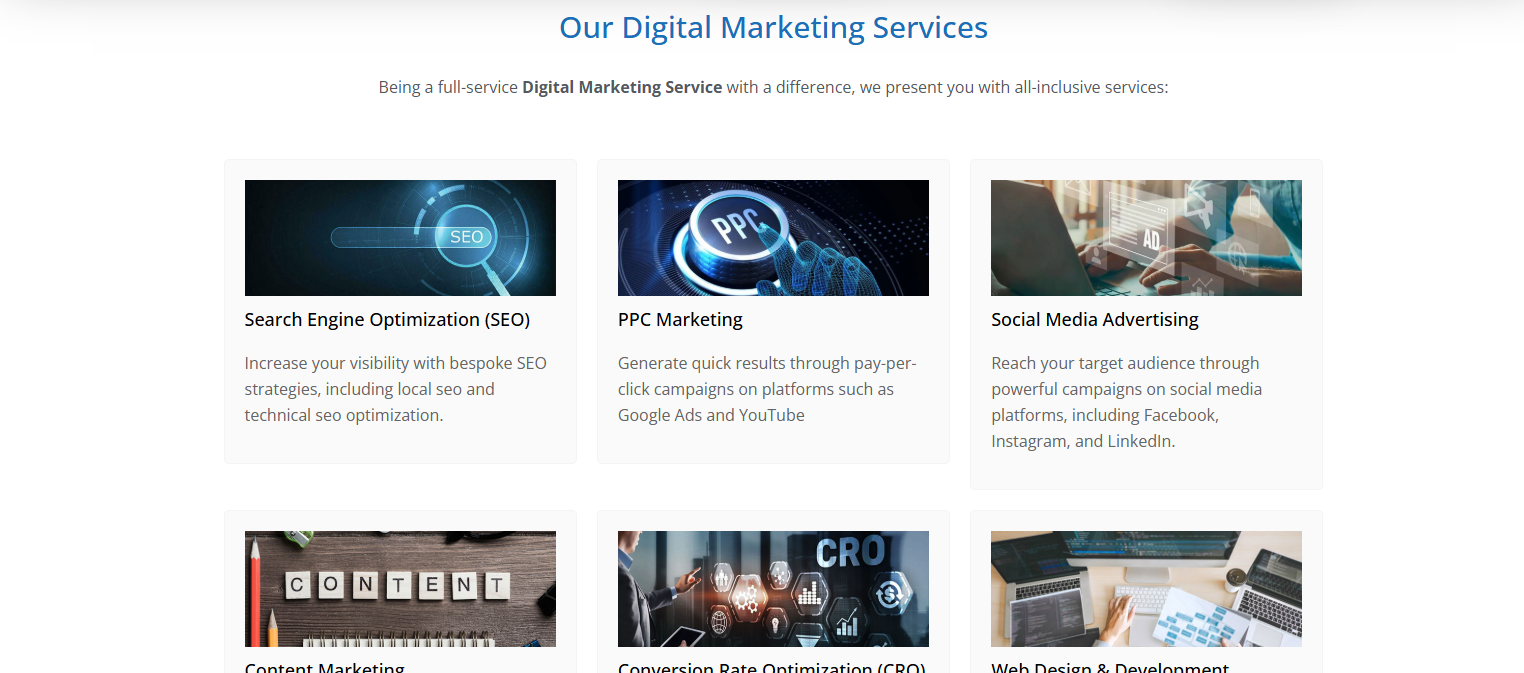 Our Digital Marketing Services
Being a full-service Digital Marketing Service with a difference, we present you with all-inclusive services:
SEO
PPC
AD
Search Engine Optimization (SEO)
Increase your visibility with bespoke SEO
strategies, including local seo and
technical seo optimization.
PPC Marketing
Generate quick results through pay-per-
click campaigns on platforms such as
Google Ads and YouTube
Social Media Advertising
Reach your target audience through
powerful campaigns on social media
platforms, including Facebook,
Instagram, and LinkedIn.
CONTENT
CRO
Content Marketing
Conversion Rate Optimization (CRO)
Web Design & Development